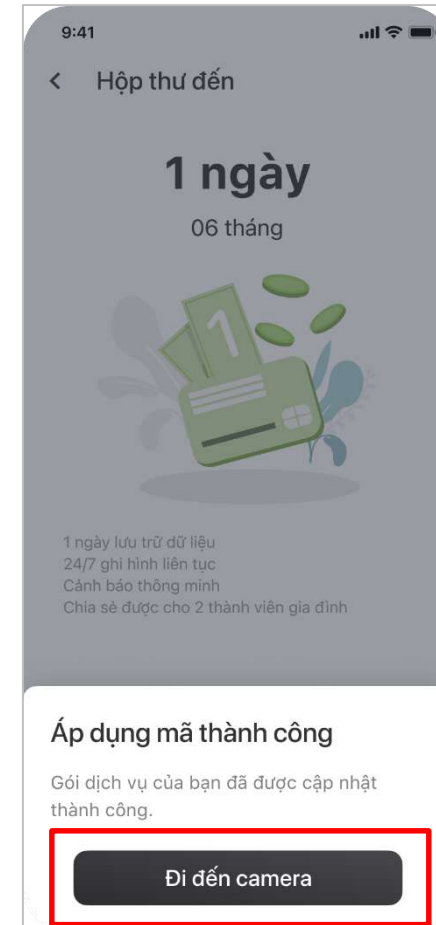 9:41
Hộp thư đến
1 ngày
06 tháng
1
1 ngày lưu trữ dữ liệu
24/7 ghi hình liên tục
Cảnh báo thông minh
Chia sẻ được cho 2 thành viên gia đình
Áp dụng mã thành công
Gói dịch vụ của bạn đã được cập nhật
thành công.
Đi đến camera